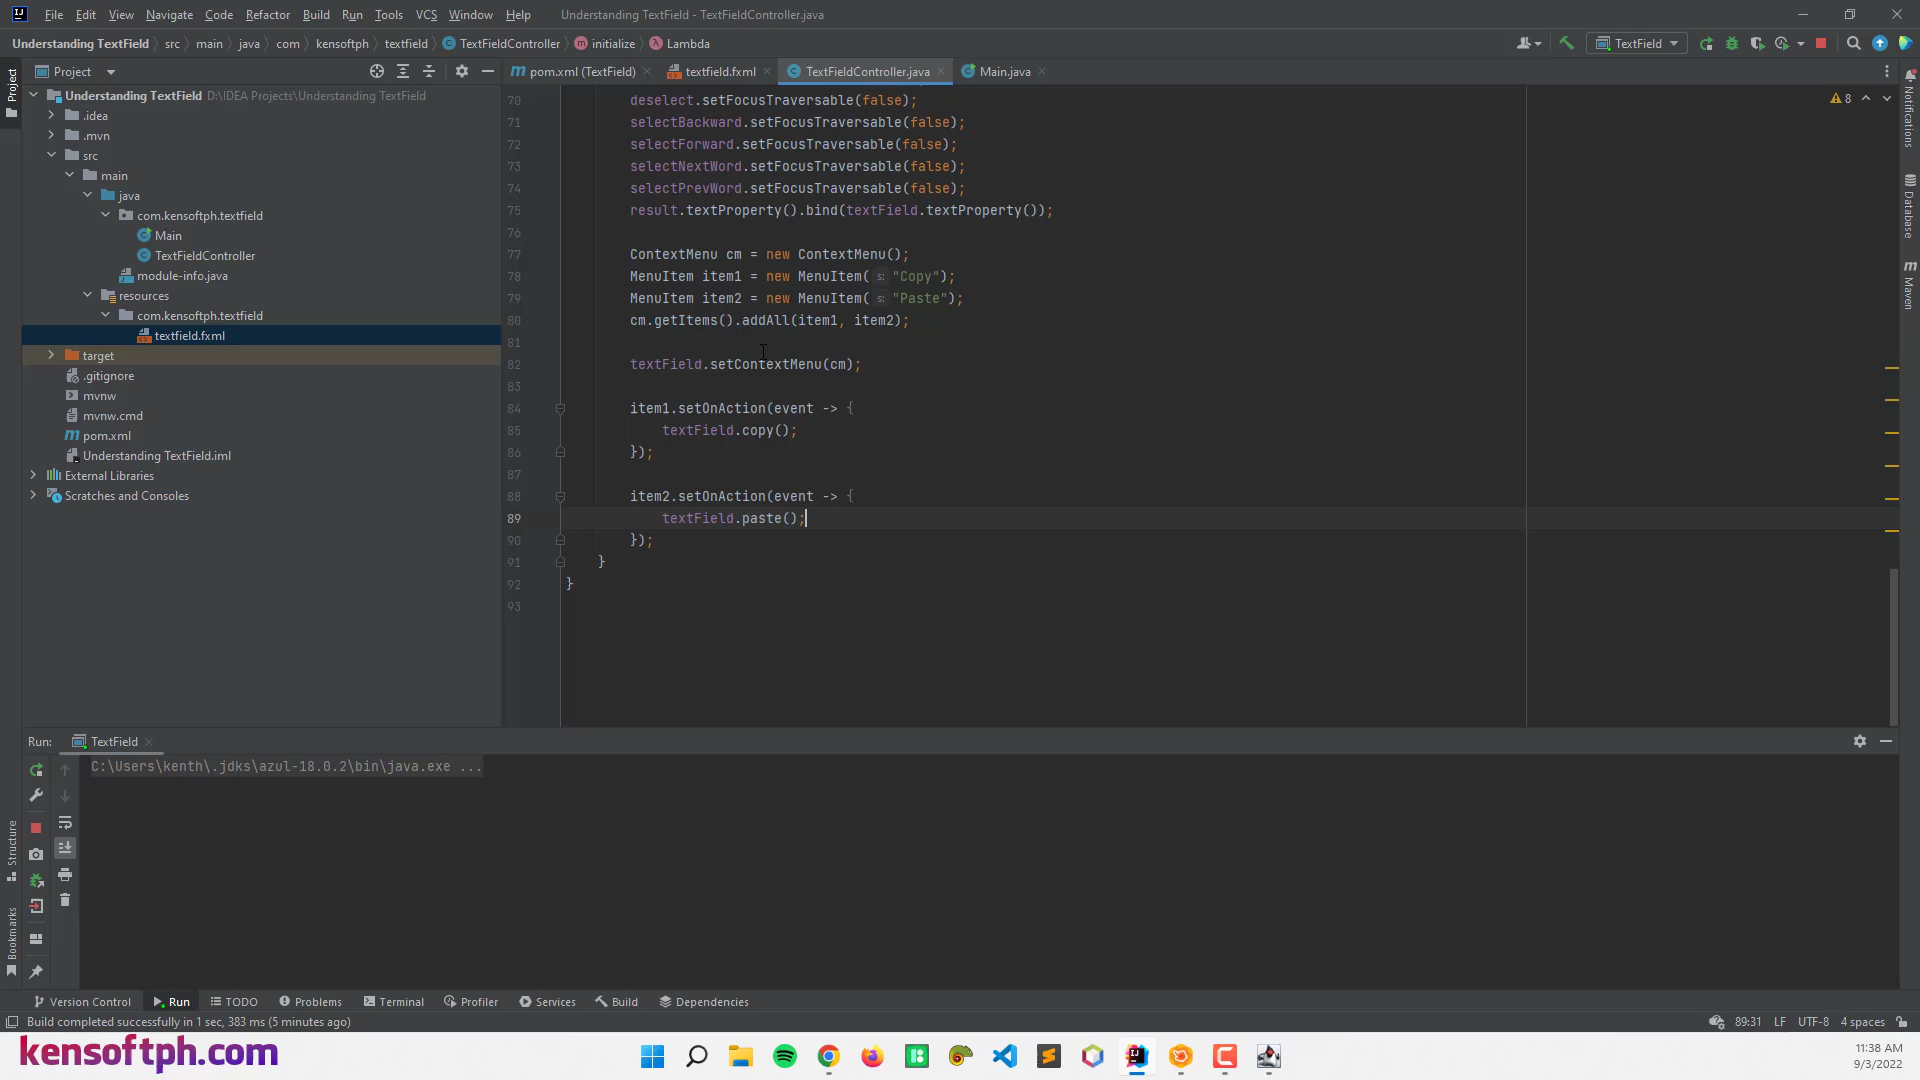 File Edit View Navigate Code Refactor Build Run Tools VCS Window Help Understanding TextField - TextFieldController.java
Understanding TextField src main java com kensoftph textfield TextFieldController initialize Lambda TextField
Project
pom.xml (TextField) textfield.fxml TextFieldController.java Main.java
Understanding TextField D:\IDEA Projects\Understanding TextField
.idea
.mvn
src
main
java
com.kensoftph.textfield
Main
TextFieldController
module-info.java
resources
com.kensoftph.textfield
textfield.fxml
target
.gitignore
mvnw
mvnw.cmd
pom.xml
Understanding TextField.iml
External Libraries
Scratches and Consoles
Project
Structure
Bookmarks
8
70 deselect.setFocusTraversable(false);
71 selectBackward.setFocusTraversable(false);
72 selectForward.setFocusTraversable(false);
73 selectNextWord.setFocusTraversable(false);
74 selectPrevWord.setFocusTraversable(false);
75 result.textProperty().bind(textField.textProperty());
76
77 ContextMenu cm = new ContextMenu();
78 MenuItem item1 = new MenuItem( s: "Copy");
79 MenuItem item2 = new MenuItem( s: "Paste");
80 cm.getItems().addAll(item1, item2);
81
82 textField.setContextMenu(cm);
83
84 item1.setOnAction(event -> {
85 textField.copy();
86 });
87
88 item2.setOnAction(event -> {
89 textField.paste();
90 });
91 }
92 }
93
Notifications
Database
Maven
Run: TextField
C:\Users\kenth\.jdks\azul-18.0.2\bin\java.exe ...
Version Control Run TODO Problems Terminal Profiler Services Build Dependencies
Build completed successfully in 1 sec, 383 ms (5 minutes ago) 89:31 LF UTF-8 4 spaces
kensoftph.com
11:38 AM
9/3/2022